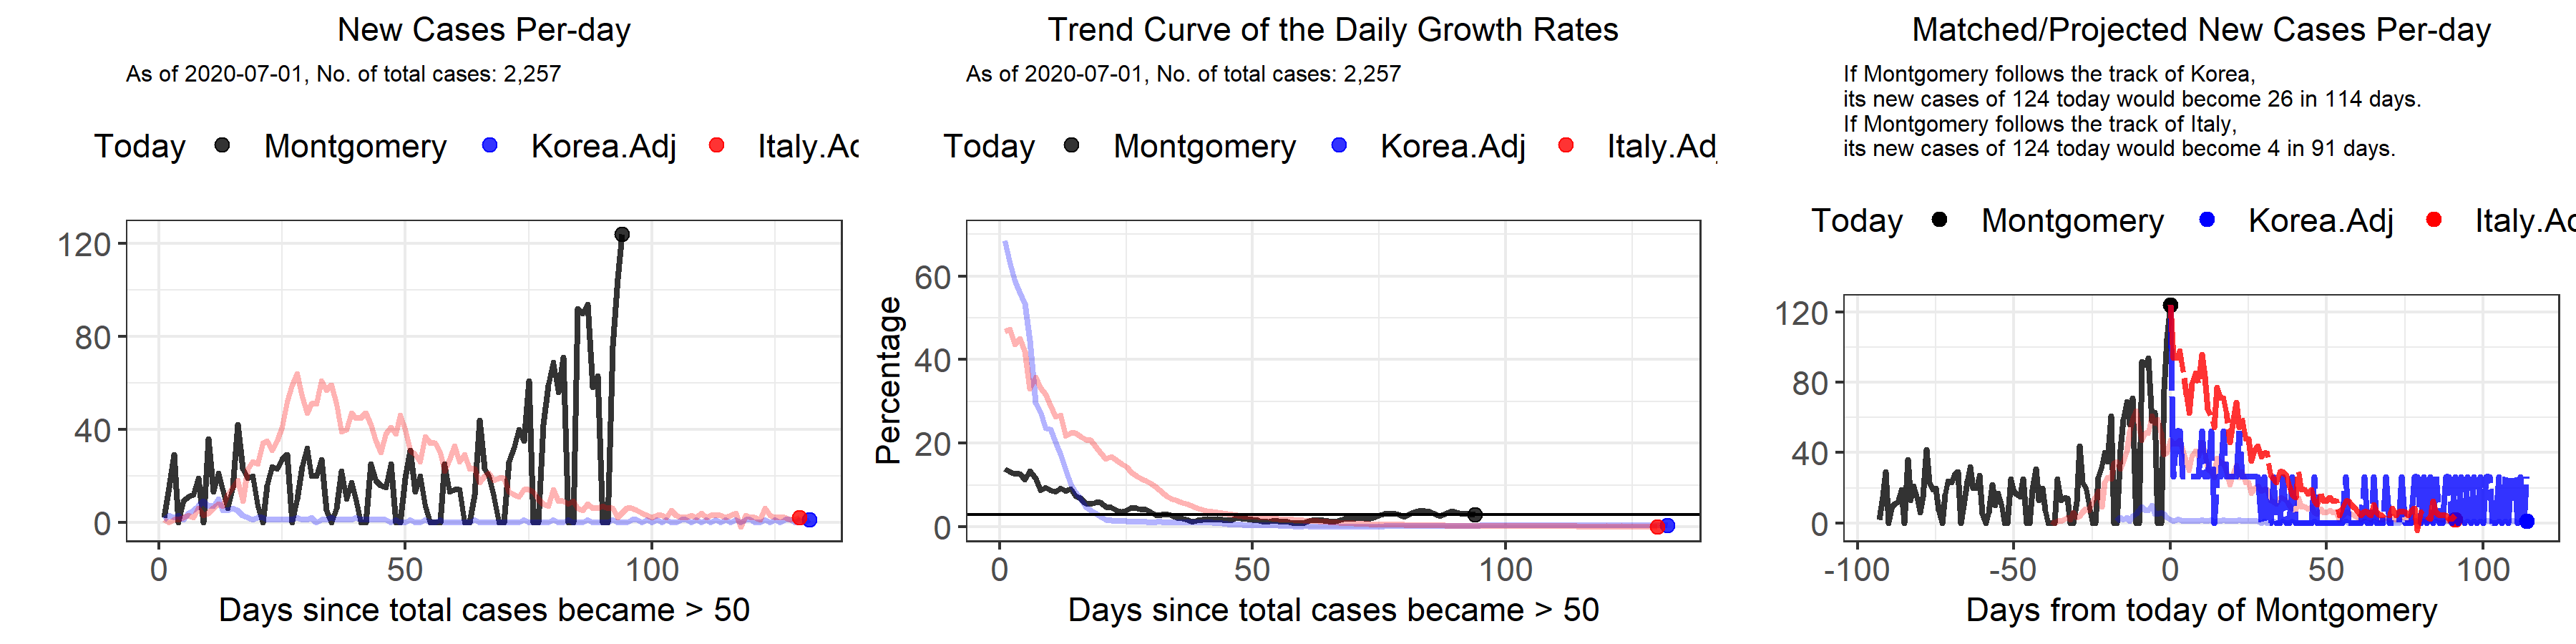 New Cases Per-day
As of 2020-07-01, No. of total cases: 2,257
Today Montgomery Korea.Adj Italy.Ac
120
80
40
0
0 50 100
Days since total cases became > 50
Trend Curve of the Daily Growth Rates
As of 2020-07-01, No. of total cases: 2,257
Today Montgomery Korea.Adj Italy.Ad
Percentage
60
40
20
0
0 50 100
Days since total cases became > 50
Matched/Projected New Cases Per-day
If Montgomery follows the track of Korea,
its new cases of 124 today would become 26 in 114 days.
If Montgomery follows the track of Italy,
its new cases of 124 today would become 4 in 91 days.
Today Montgomery Korea.Adj Italy.Ac
120
80
40
0
-100 -50 0 50 100
Days from today of Montgomery